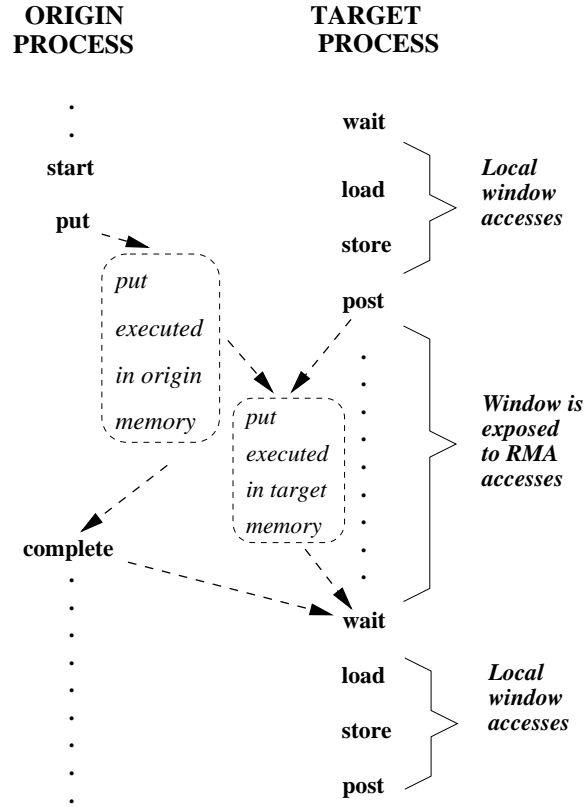 ORIGIN
PROCESS
TARGET
PROCESS
wait
start
load
put
store
Local
window
accesses
put
executed
in origin
memory
post
put
executed
in target
memory
Window is
exposed
to RMA
accesses
complete
wait
load
store
post
Local
window
accesses